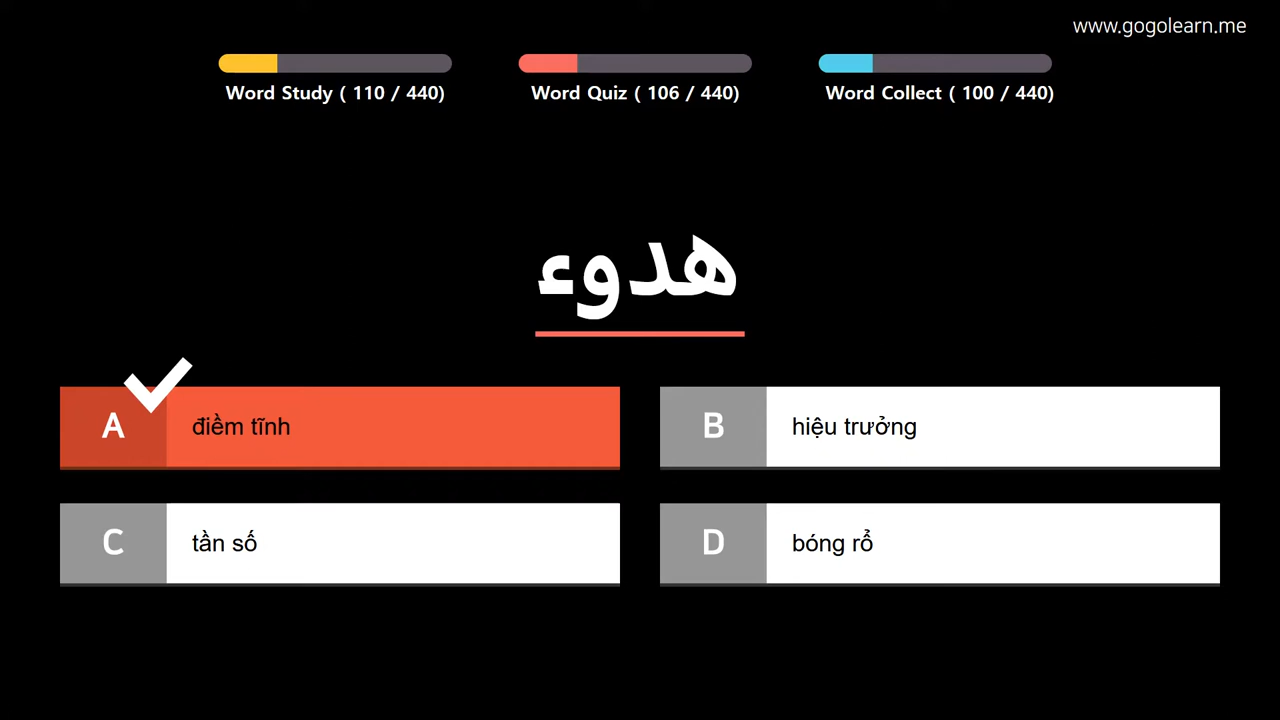 www.gogolearn.me
Word Study ( 110 / 440)
Word Quiz ( 106 / 440)
Word Collect ( 100 / 440)
هدوء
A
điềm tĩnh
B
hiệu trưởng
C
tần số
D
bóng rổ